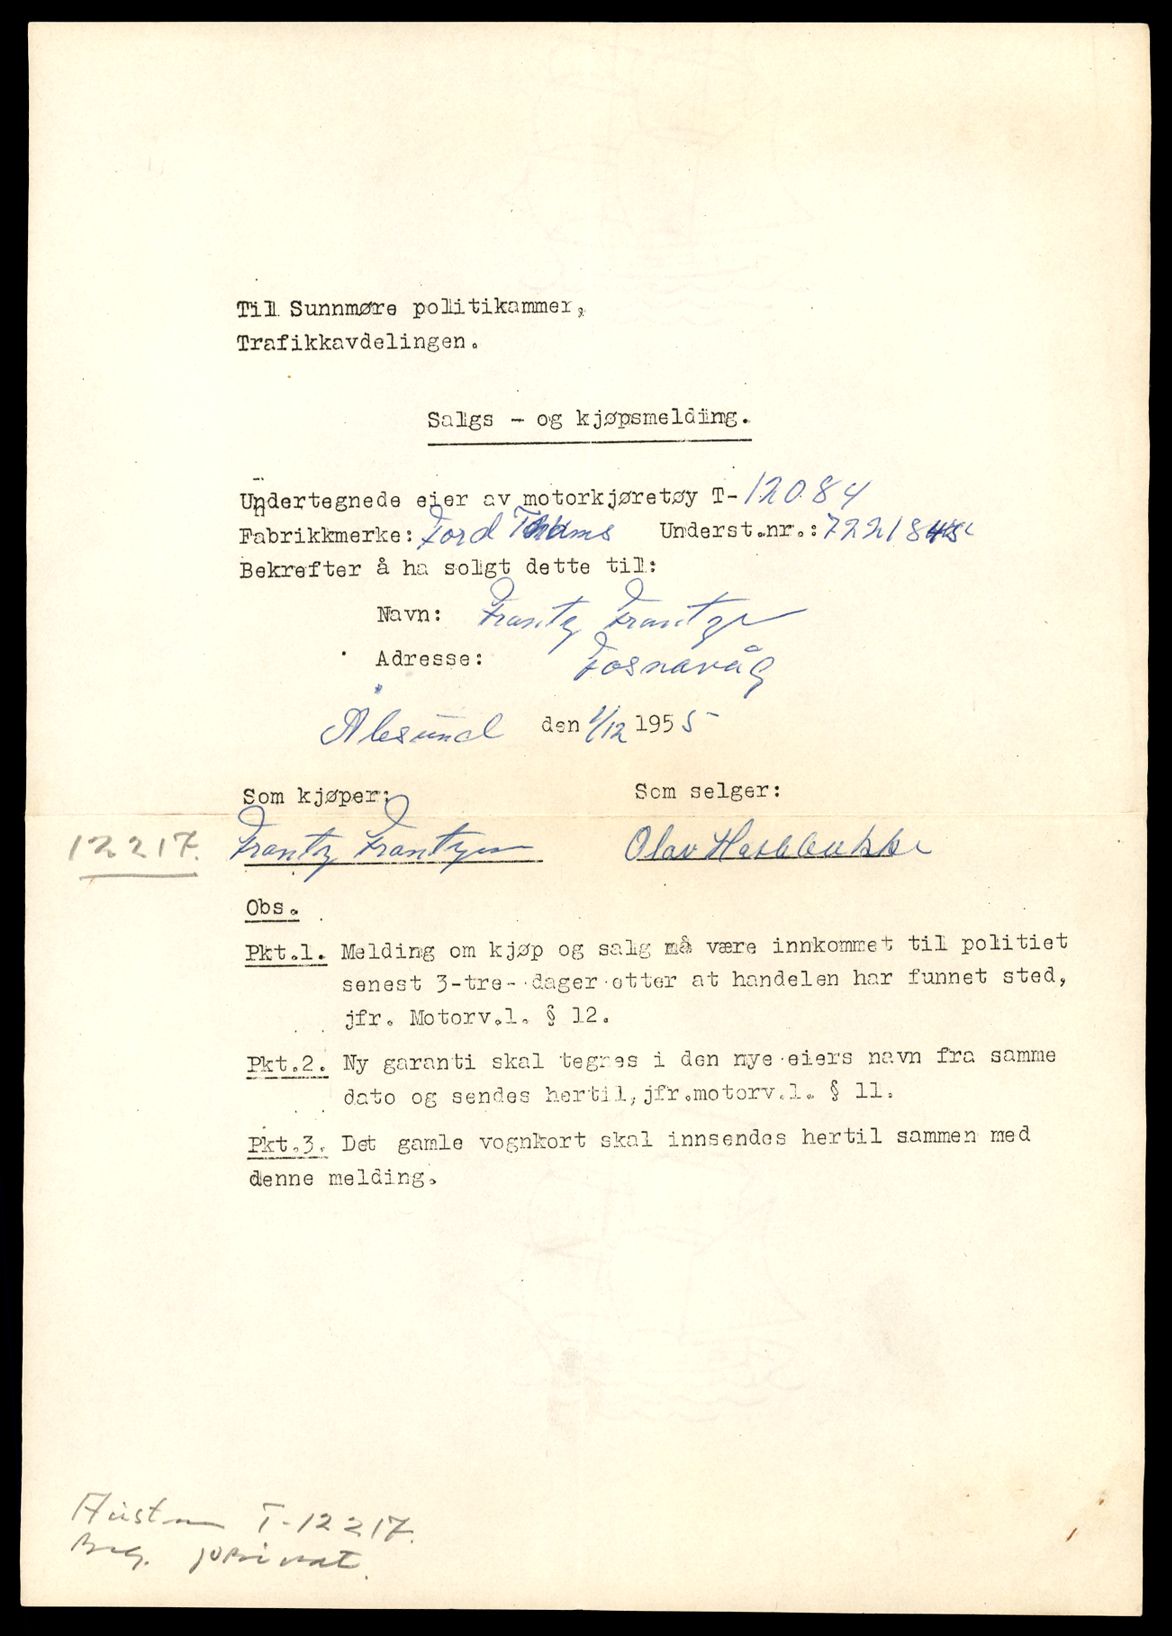 Til Sunnmøre politikammer,
Trafikkavdelingen.
Salgs - og kjøpsmelding.
Undertegnede eier av motorkjøretøy T- 12084
Fabrikkmerke: Ford Underst.nr.:
Bekrefter å ha solgt dette til:
Navn: Frantz Frantzen
Adresse: Fosnavåg
Ålesund den 1/12 1955
Som kjøper: Som selger:
12217. Frantz Frantzen Olav
Obs.
Pkt.1. Melding om kjøp og salg må være innkommet til politiet
senest 3-tre- dager etter at handelen har funnet sted,
jfr. Motorv.l. § 12.
Pkt.2. Ny garanti skal tegnes i den nye eiers navn fra samme
dato og sendes hertil, jfr.motorv.l. § 11.
Pkt.3. Det gamle vognkort skal innsendes hertil sammen med
denne melding.
T-12217.
privat.